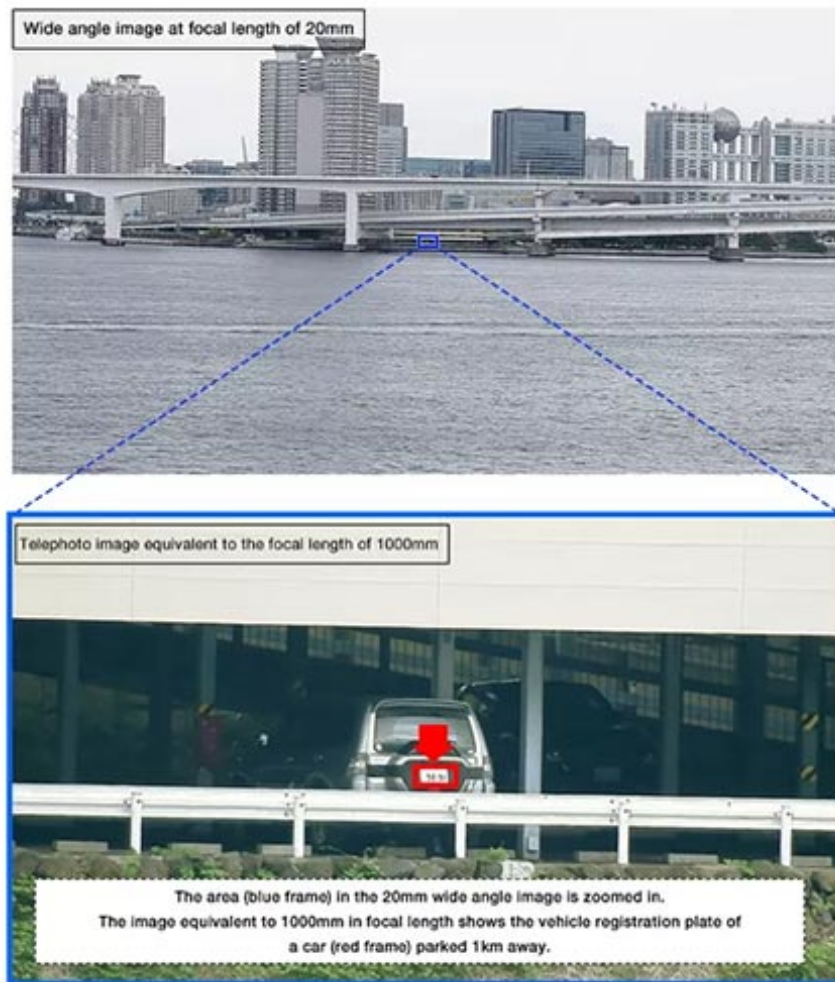 Wide angle image at focal length of 20mm
Telephoto image equivalent to the focal length of 1000mm
The area (blue frame) in the 20mm wide angle image is zoomed in.
The image equivalent to 1000mm in focal length shows the vehicle registration plate of
a car (red frame) parked 1km away.